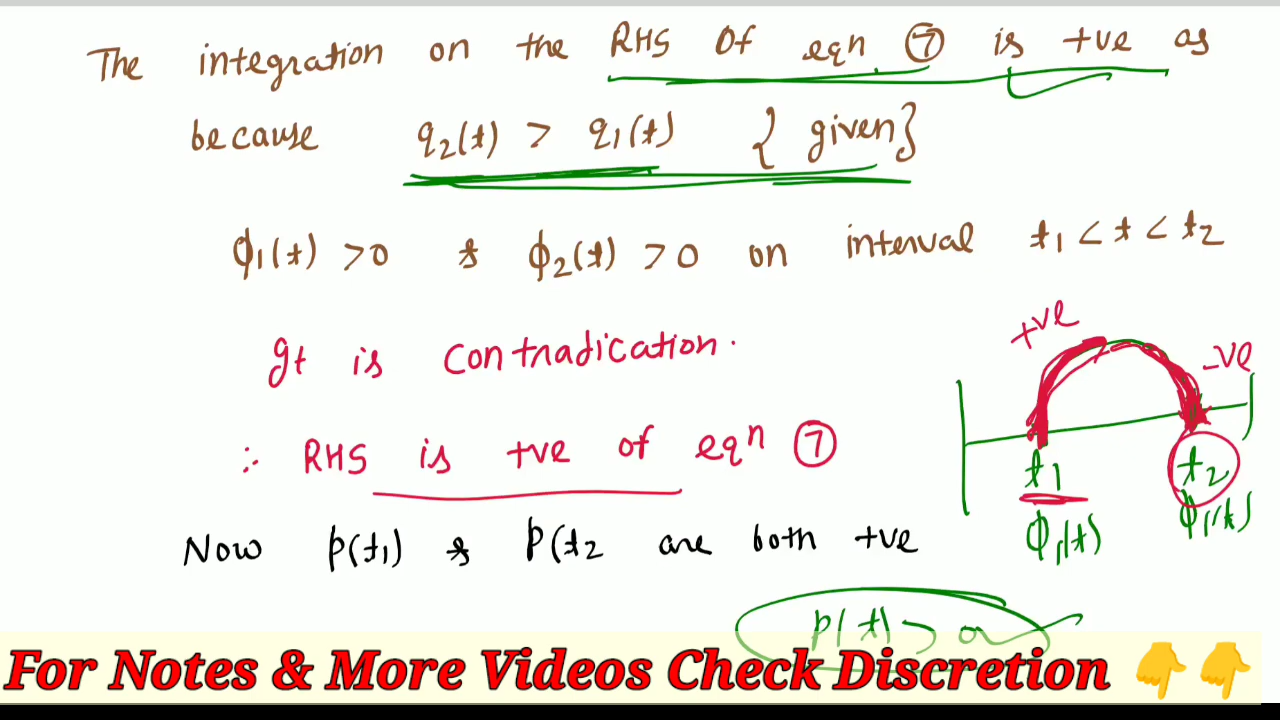 The integration on the RHS Of eqn ⑦ is +ve as
because q₂(t) > q₁(t) { given}
ϕ₁(t) >0 & ϕ₂(t) >0 on interval t₁ < t < t₂
It is contradication.
+ve
-ve
∴ RHS is +ve of eqⁿ ⑦
t₁
t₂
ϕ₁(t)
ϕ₁(t)
Now p(t₁) & p(t₂ are both +ve
p(t) > 0
For Notes & More Videos Check Discretion 👇👇